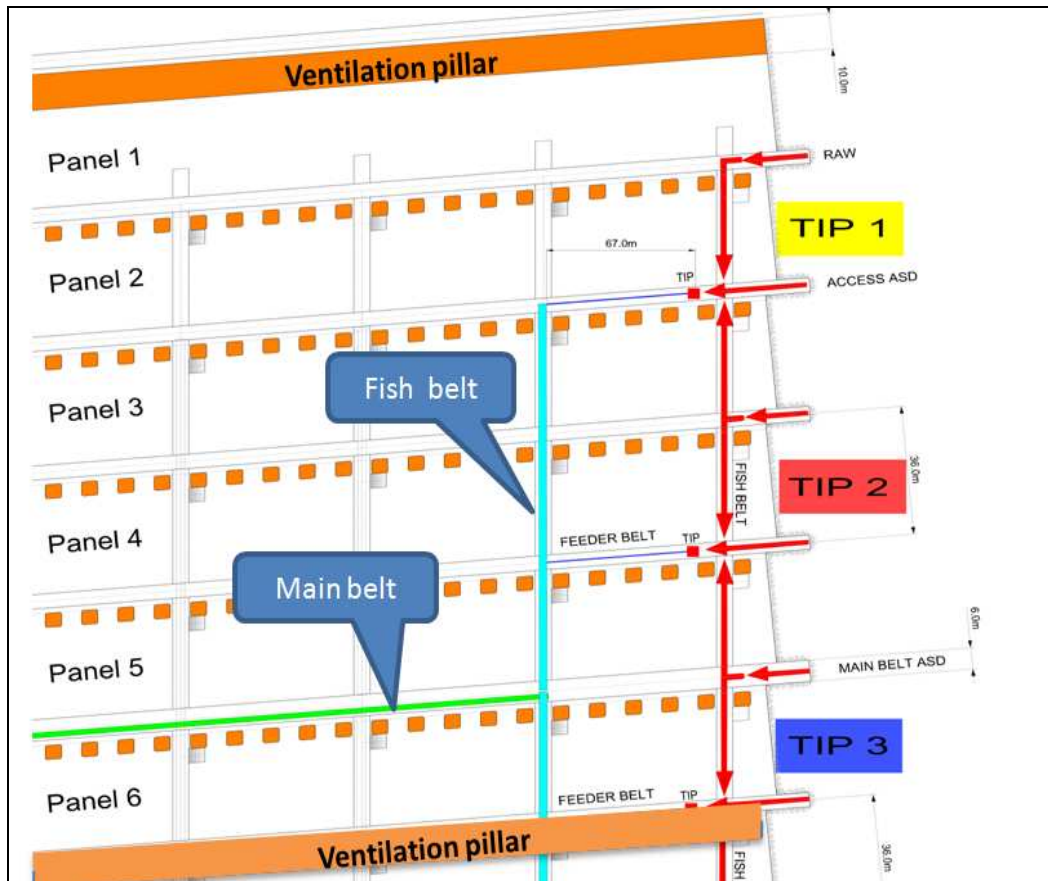 Ventilation pillar
10.0m
Panel 1
RAW
TIP 1
67.0m
Panel 2
TIP
ACCESS ASD
Fish belt
Panel 3
36.0m
TIP 2
FISH BELT
Panel 4
FEEDER BELT
TIP
Main belt
6.0m
Panel 5
MAIN BELT ASD
TIP 3
Panel 6
FEEDER BELT
TIP
Ventilation pillar
36.0m
FISH